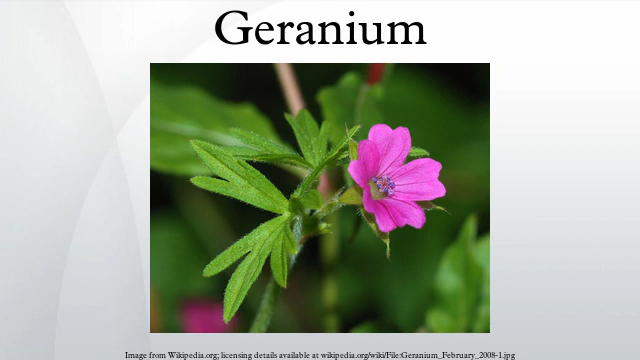 Geranium
Image from Wikipedia.org; licensing details available at wikipedia.org/wiki/File:Geranium_February_2008-1.jpg